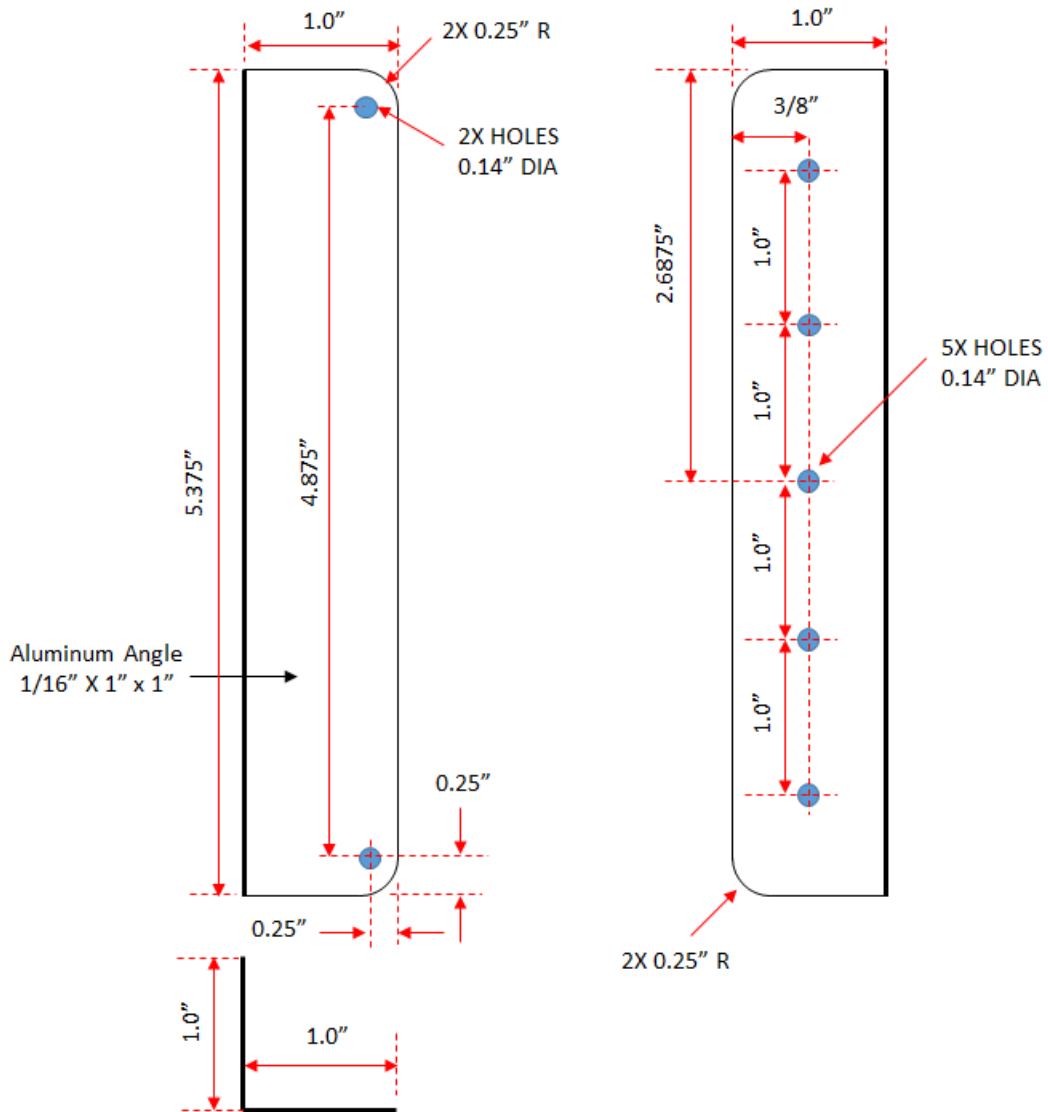 1.0”
2X 0.25” R
2X HOLES
0.14” DIA
5.375”
4.875”
Aluminum Angle
1/16” X 1” x 1”
0.25”
0.25”
1.0”
1.0”
1.0”
3/8”
2.6875”
1.0”
1.0”
1.0”
1.0”
5X HOLES
0.14” DIA
2X 0.25” R